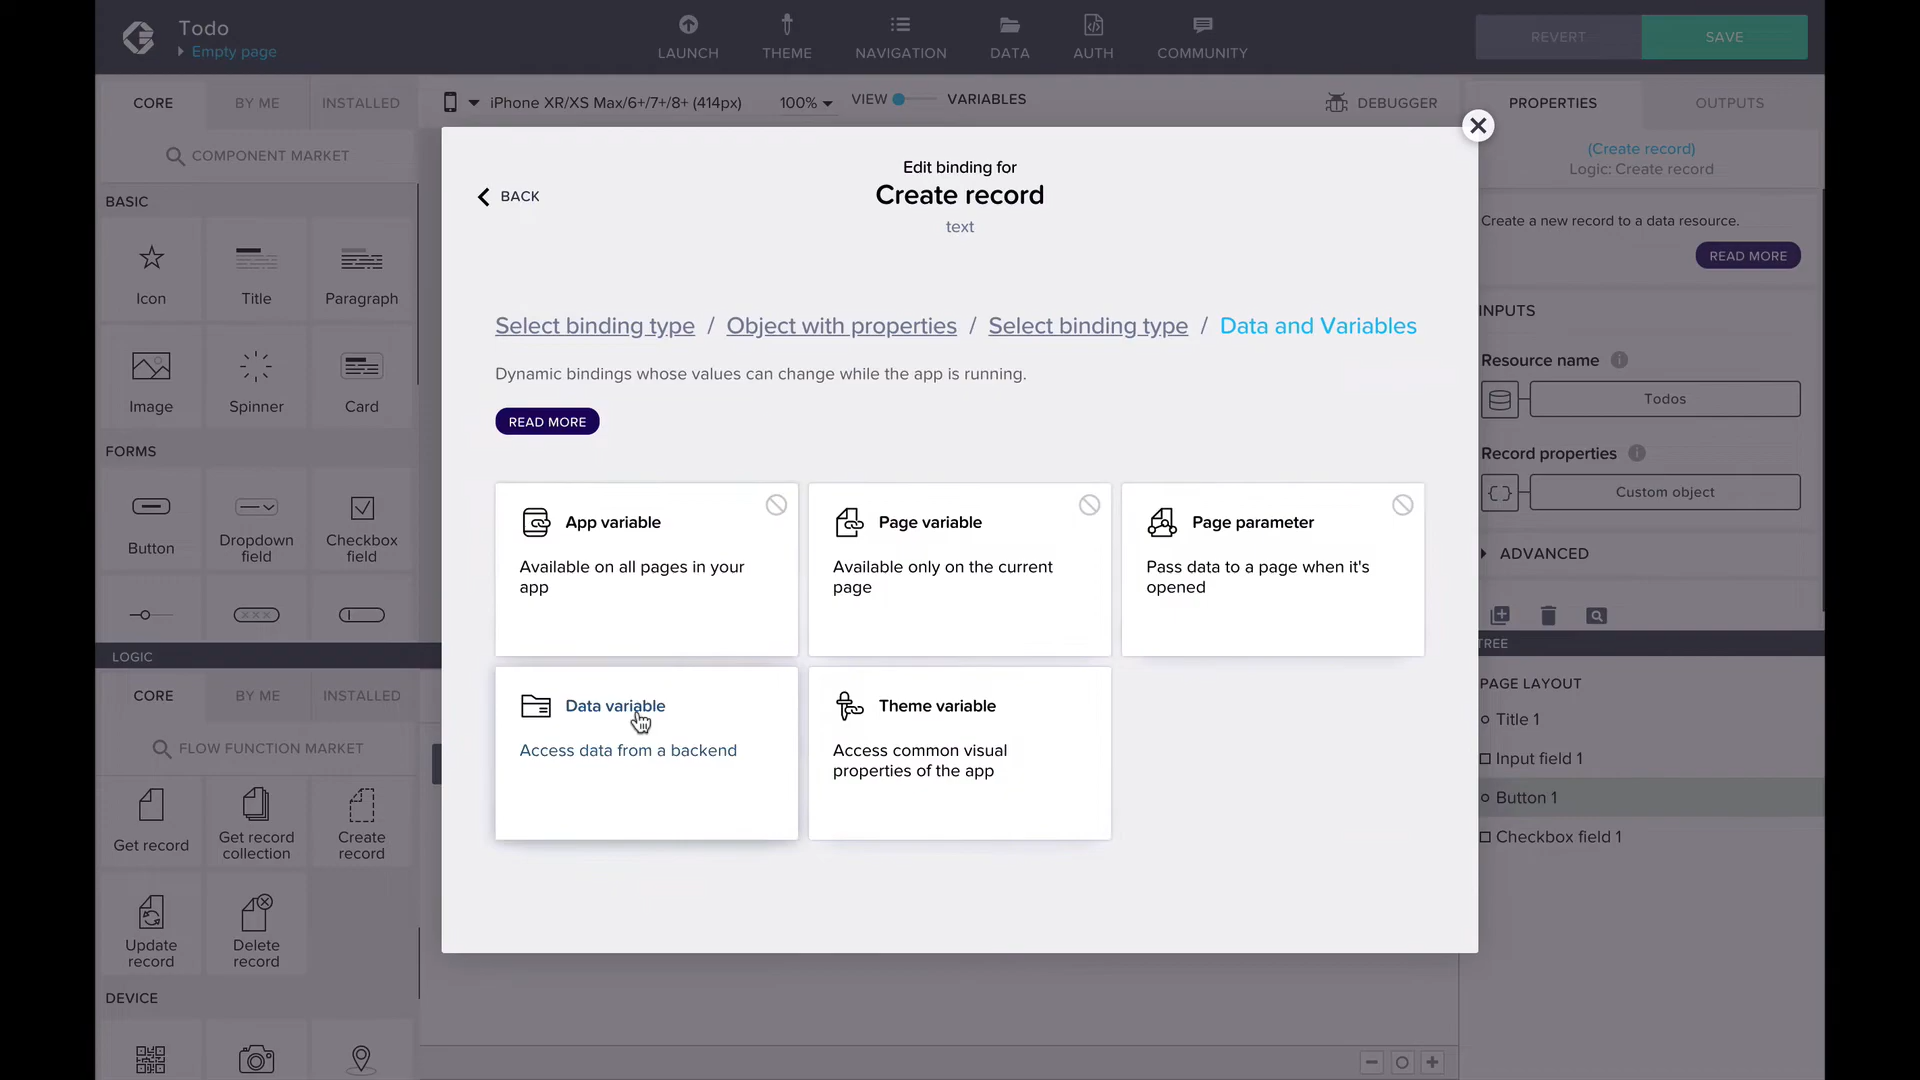 Todo
Empty page
LAUNCH
THEME
NAVIGATION
DATA
AUTH
COMMUNITY
REVERT
SAVE
CORE
BY ME
INSTALLED
iPhone XR/XS Max/6+/7+/8+ (414px)
100%
VIEW
VARIABLES
DEBUGGER
PROPERTIES
OUTPUTS
COMPONENT MARKET
BASIC
Icon
Title
Paragraph
Image
Spinner
Card
FORMS
Button
Dropdown
field
Checkbox
field
LOGIC
CORE
BY ME
INSTALLED
FLOW FUNCTION MARKET
Get record
Get record
collection
Create
record
Update
record
Delete
record
DEVICE
BACK
Edit binding for
Create record
text
Select binding type / Object with properties / Select binding type / Data and Variables
Dynamic bindings whose values can change while the app is running.
READ MORE
App variable
Available on all pages in your
app
Page variable
Available only on the current
page
Page parameter
Pass data to a page when it's
opened
Data variable
Access data from a backend
Theme variable
Access common visual
properties of the app
(Create record)
Logic: Create record
Create a new record to a data resource.
READ MORE
INPUTS
Resource name
Todos
Record properties
Custom object
ADVANCED
TREE
PAGE LAYOUT
Title 1
Input field 1
Button 1
Checkbox field 1